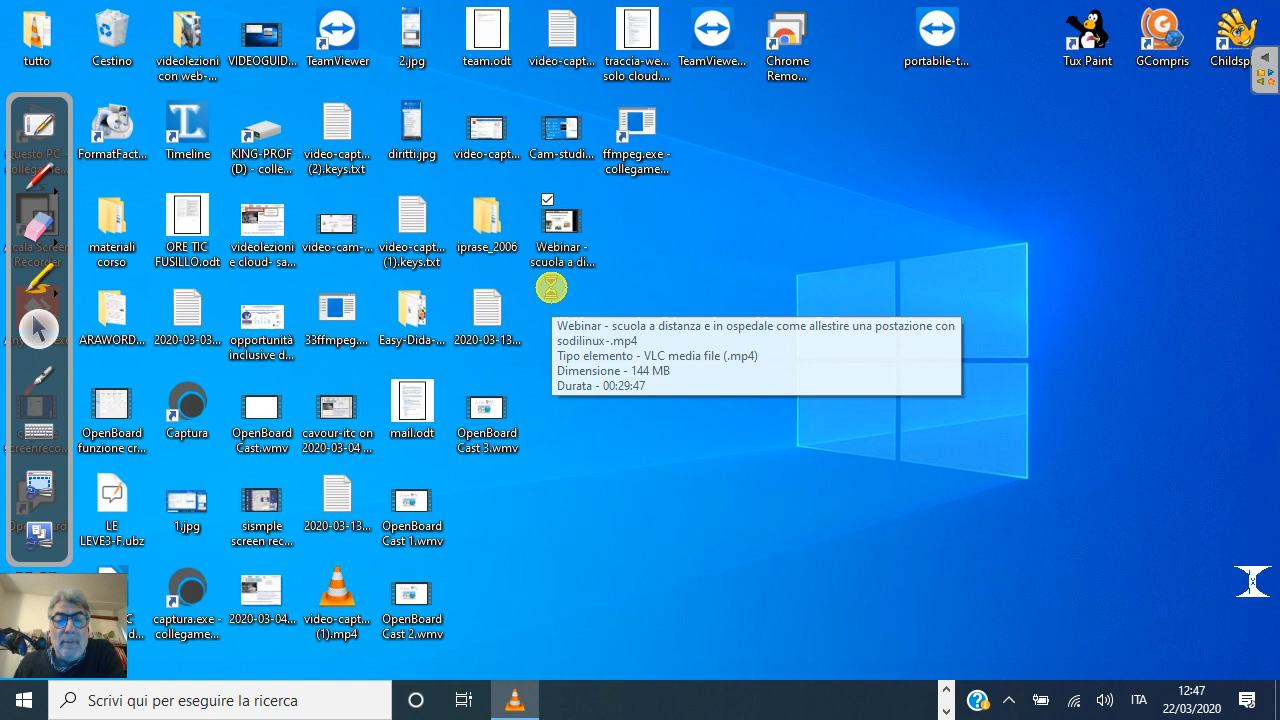 tutto
Cestino
videolezioni
con web-...
VIDEOGUID...
TeamViewer
2.jpg
team.odt
video-capt...
traccia-we...
solo cloud....
TeamViewe...
Chrome
Remo...
portabile-t...
Tux Paint
GCompris
Questo PC -
collegame...
FormatFact...
Timeline
KING-PROF
(D) - colle...
video-capt...
(2).keys.txt
diritti.jpg
video-capt...
Cam-studi...
ffmpeg.exe -
collegame...
Screen
Recorder
materiali
corso
ORE TIC
FUSILLO.odt
videolezioni
e cloud- sa...
video-cam-...
video-capt...
(1).keys.txt
iprase_2006
Webinar -
scuola a di...
ARAWORD...
2020-03-03...
opportunità
inclusive d...
33ffmpeg....
Easy-Dida-...
2020-03-13...
Webinar - scuola a distanza e in ospedale come allestire una postazione con
sodilinux-.mp4
Tipo elemento - VLC media file (.mp4)
Dimensione - 144 MB
Durata - 00:29:47
screenreco...
OpenBoard
funzione cr...
Captura
OpenBoard
Cast.wmv
cavour-itc on
2020-03-04 ...
mail.odt
OpenBoard
Cast 3.wmv
LE
LEVE3-F.ubz
1.jpg
sismple
screen rec...
2020-03-13...
OpenBoard
Cast 1.wmv
captura.exe -
collegame...
2020-03-04...
video-capt...
(1).mp4
OpenBoard
Cast 2.wmv
Scrivi qui per eseguire la ricerca
ITA
12:47
22/03/2020